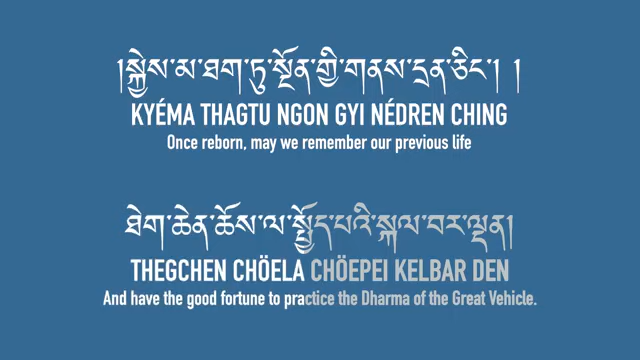 །སྐྱེས་མ་ཐག་ཏུ་སྔོན་གྱི་གནས་དྲན་ཅིང་། །
KYÉMA THAGTU NGON GYI NÉDREN CHING
Once reborn, may we remember our previous life
ཐེག་ཆེན་ཆོས་ལ་སྤྱོད་པའི་སྐལ་བར་ལྡན།
THEGCHEN CHÖELA CHÖEPEI KELBAR DEN
And have the good fortune to practice the Dharma of the Great Vehicle.